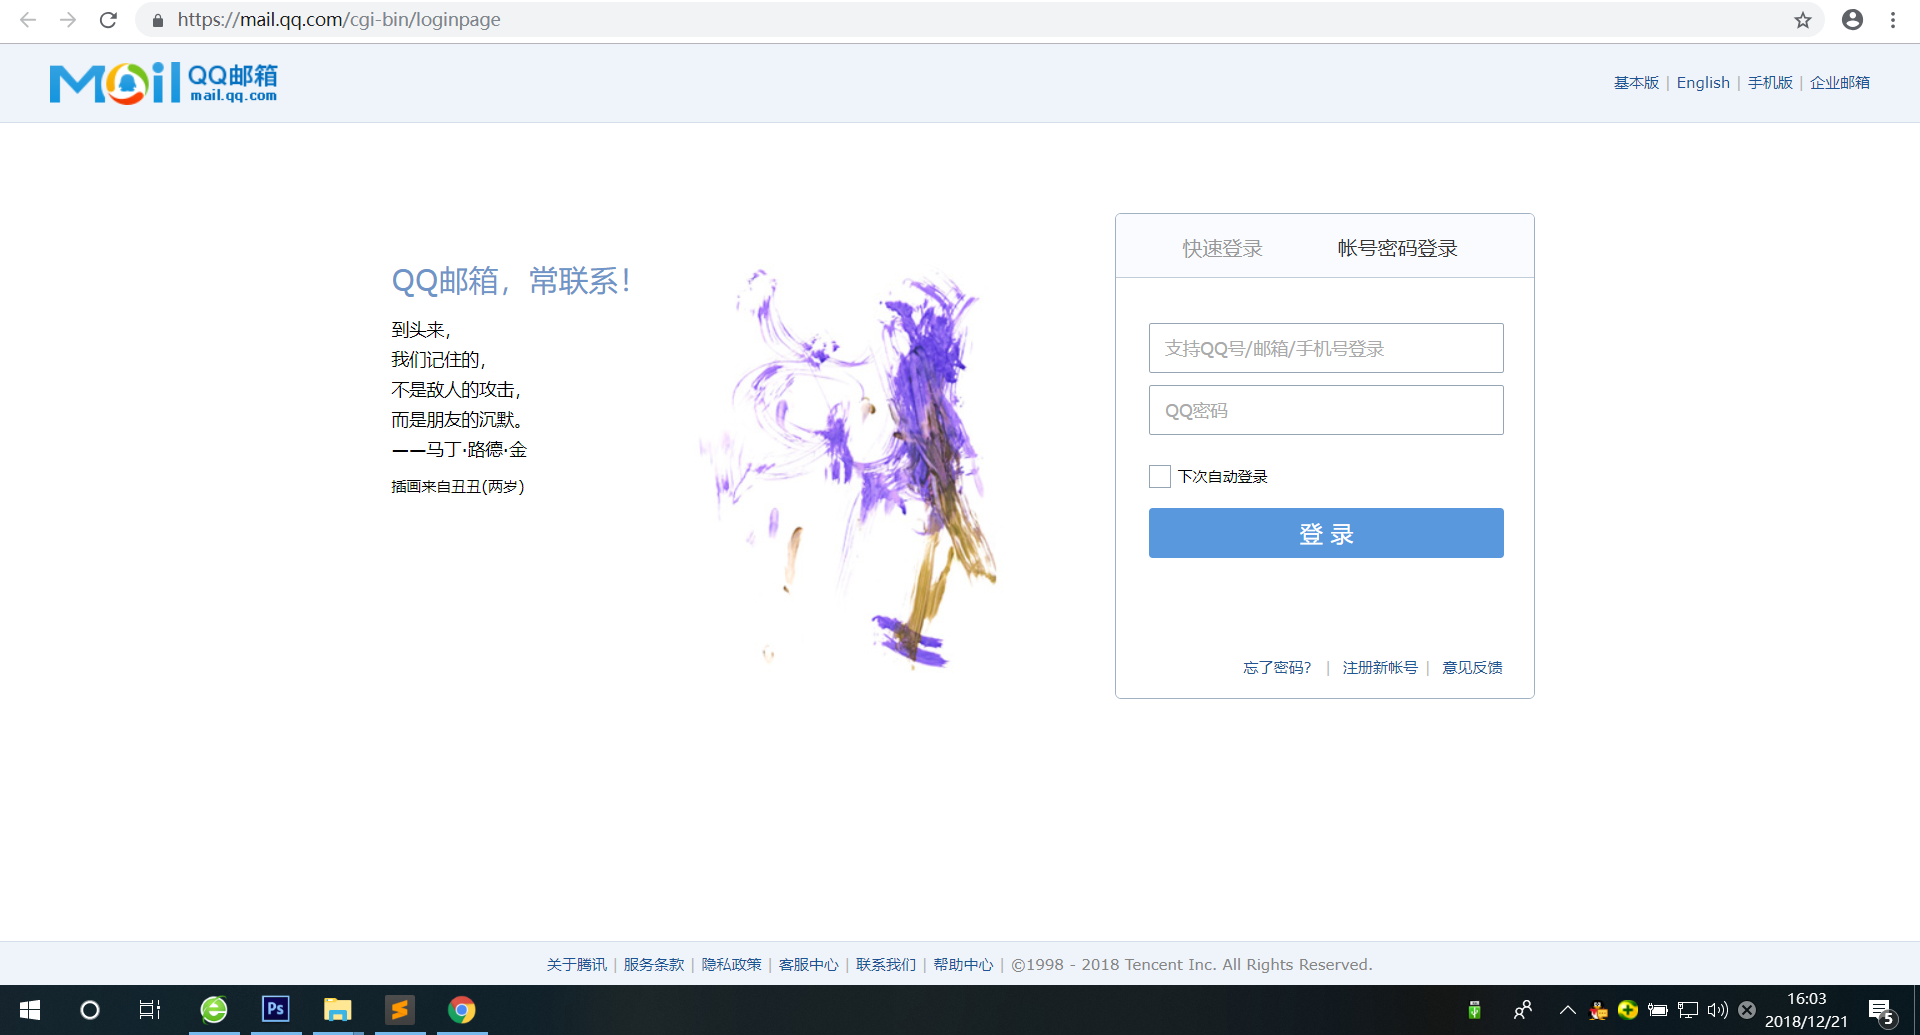 https://mail.qq.com/cgi-bin/loginpage
Mail QQ邮箱
mail.qq.com
基本版 | English | 手机版 | 企业邮箱
QQ邮箱，常联系！
到头来，
我们记住的，
不是敌人的攻击，
而是朋友的沉默。
——马丁·路德·金
插画来自丑丑(两岁)
快速登录 帐号密码登录
支持QQ号/邮箱/手机号登录
QQ密码
下次自动登录
登 录
忘了密码? | 注册新帐号 | 意见反馈
关于腾讯 | 服务条款 | 隐私政策 | 客服中心 | 联系我们 | 帮助中心 | ©1998 - 2018 Tencent Inc. All Rights Reserved.
Ps
16:03
2018/12/21
5